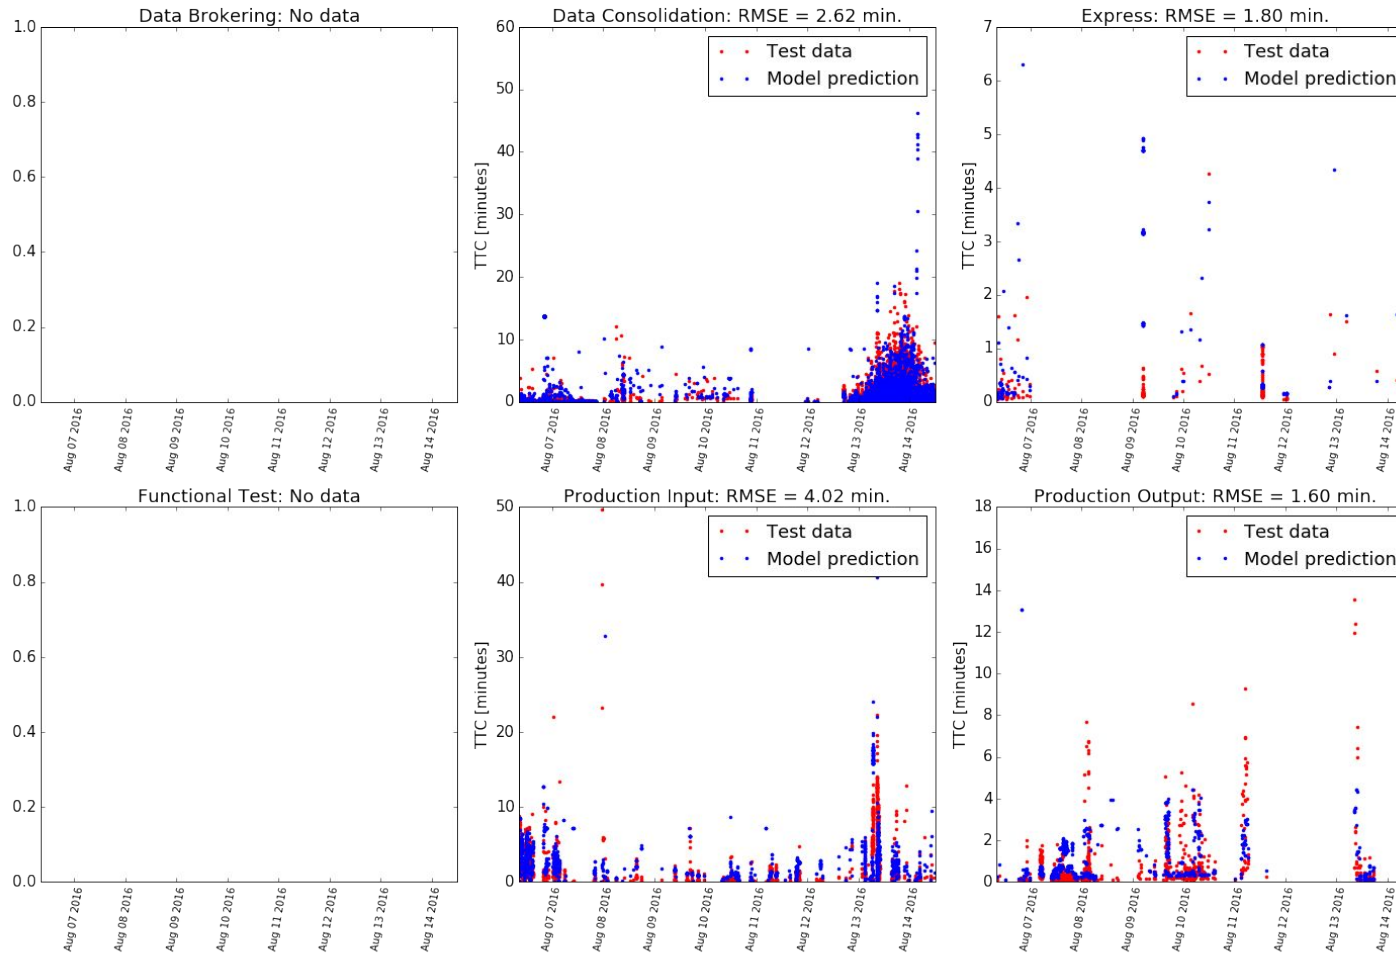 Data Brokering: No data
1.0
0.8
0.6
0.4
0.2
0.0
Aug 07 2016
Aug 08 2016
Aug 09 2016
Aug 10 2016
Aug 11 2016
Aug 12 2016
Aug 13 2016
Aug 14 2016
Data Consolidation: RMSE = 2.62 min.
Test data
Model prediction
TTC [minutes]
60
50
40
30
20
10
0
Aug 07 2016
Aug 08 2016
Aug 09 2016
Aug 10 2016
Aug 11 2016
Aug 12 2016
Aug 13 2016
Aug 14 2016
Express: RMSE = 1.80 min.
Test data
Model prediction
TTC [minutes]
7
6
5
4
3
2
1
0
Aug 07 2016
Aug 08 2016
Aug 09 2016
Aug 10 2016
Aug 11 2016
Aug 12 2016
Aug 13 2016
Aug 14 2016
Functional Test: No data
1.0
0.8
0.6
0.4
0.2
0.0
Aug 07 2016
Aug 08 2016
Aug 09 2016
Aug 10 2016
Aug 11 2016
Aug 12 2016
Aug 13 2016
Aug 14 2016
Production Input: RMSE = 4.02 min.
Test data
Model prediction
TTC [minutes]
50
40
30
20
10
0
Aug 07 2016
Aug 08 2016
Aug 09 2016
Aug 10 2016
Aug 11 2016
Aug 12 2016
Aug 13 2016
Aug 14 2016
Production Output: RMSE = 1.60 min.
Test data
Model prediction
TTC [minutes]
18
16
14
12
10
8
6
4
2
0
Aug 07 2016
Aug 08 2016
Aug 09 2016
Aug 10 2016
Aug 11 2016
Aug 12 2016
Aug 13 2016
Aug 14 2016